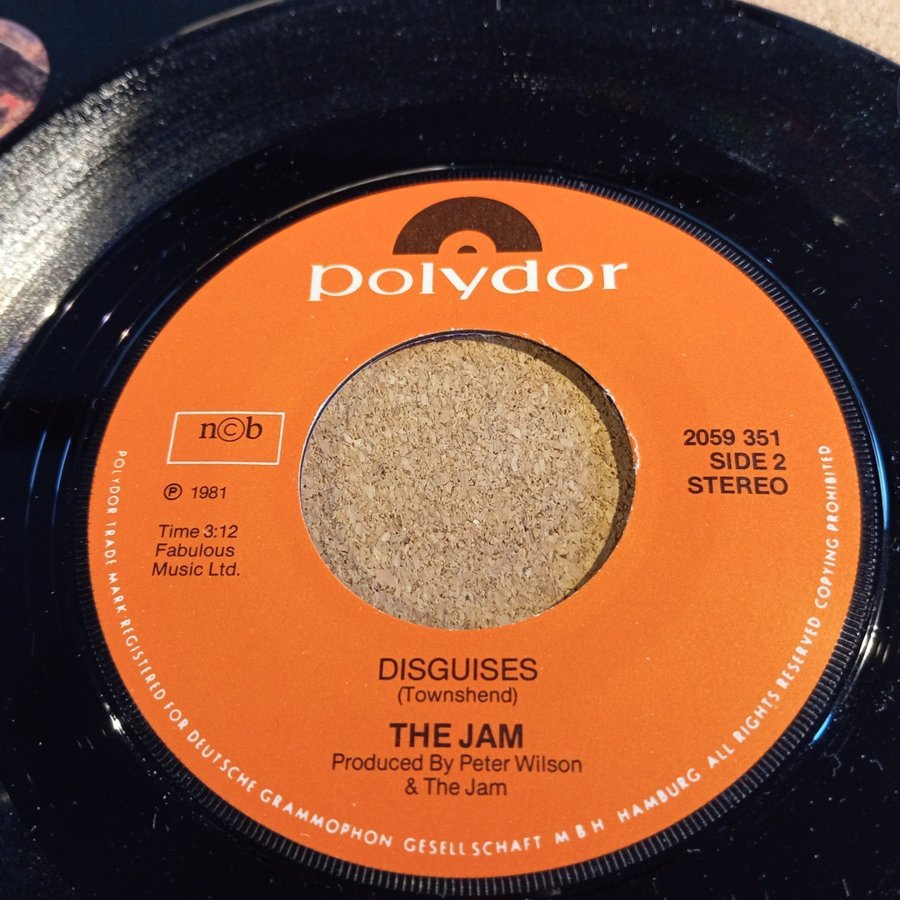 polydor
n©b
℗ 1981
Time 3:12
Fabulous
Music Ltd.
2059 351
SIDE 2
STEREO
DISGUISES
(Townshend)
THE JAM
Produced By Peter Wilson
& The Jam
POLYDOR TRADE MARK REGISTERED FOR DEUTSCHE GRAMMOPHON GESELLSCHAFT MBH HAMBURG ALL RIGHTS RESERVED COPYING PROHIBITED